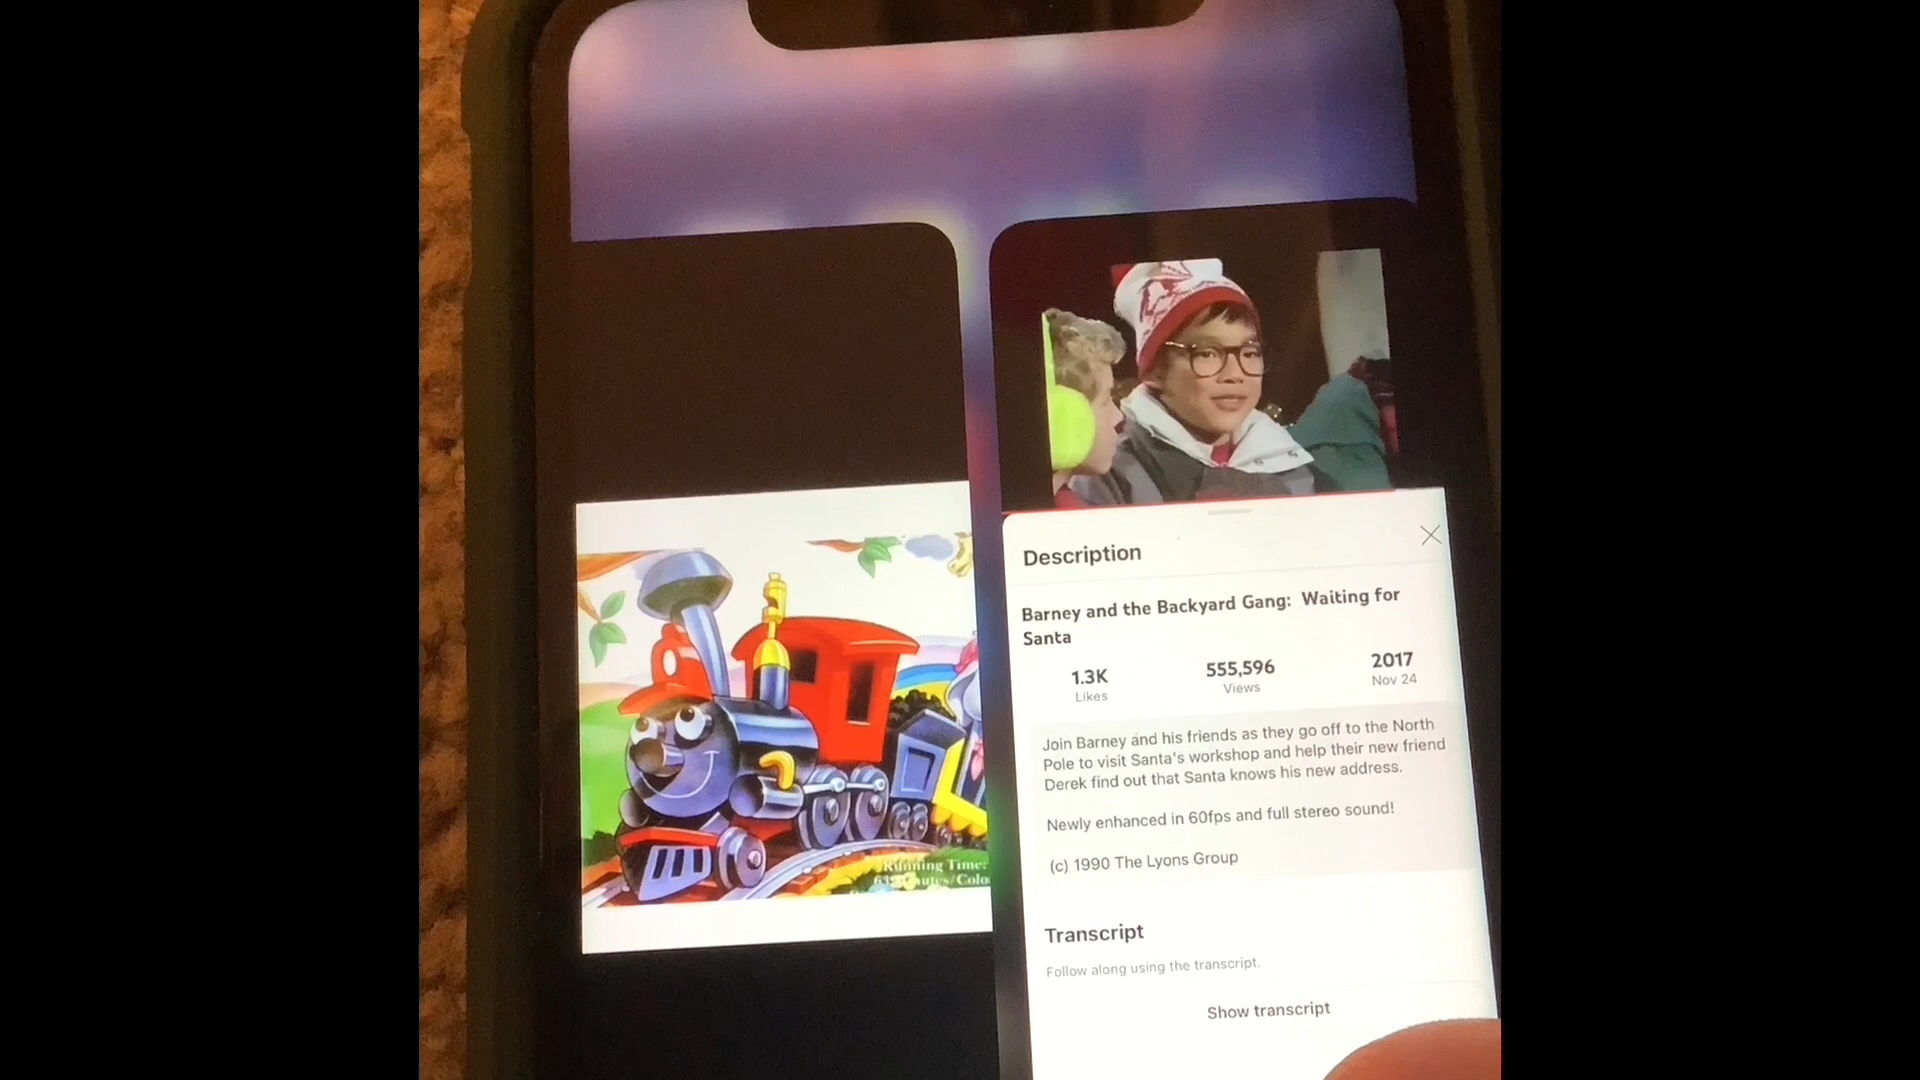 Running Time:
Description
Barney and the Backyard Gang:  Waiting for
Santa
1.3K
Likes
555,596
Views
2017
Nov 24
Join Barney and his friends as they go off to the North
Pole to visit Santa's workshop and help their new friend
Derek find out that Santa knows his new address.
Newly enhanced in 60fps and full stereo sound!
(c) 1990 The Lyons Group
Transcript
Follow along using the transcript.
Show transcript